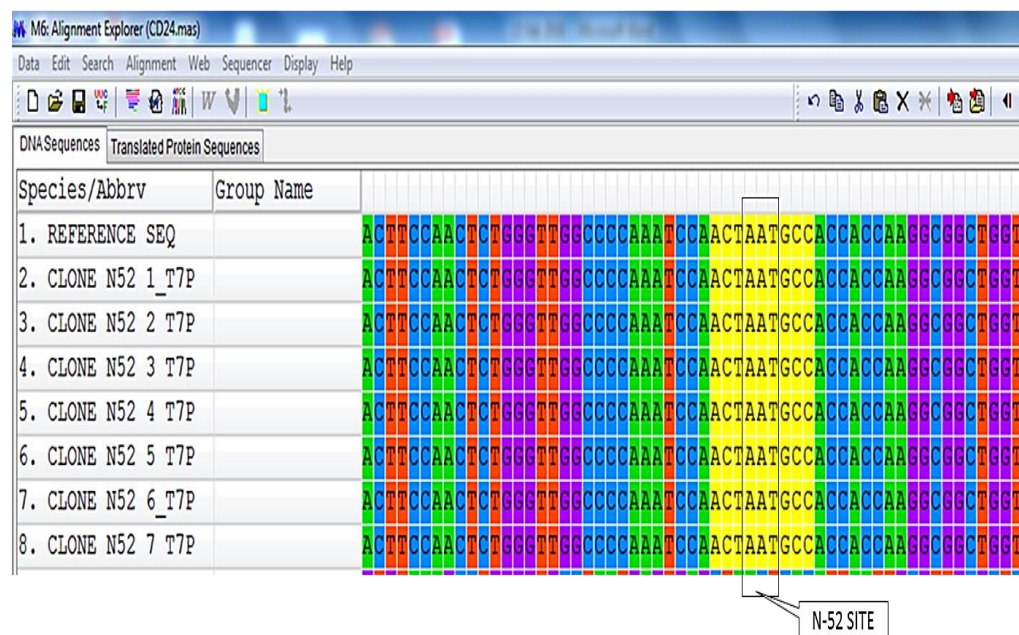 M6: Alignment Explorer (CD24.mas)
Data Edit Search Alignment Web Sequencer Display Help
W
DNA Sequences Translated Protein Sequences
Species/Abbrv Group Name
1. REFERENCE SEQ ACTTCCAACTCTGGGTTGGCCCCAAATCCAACTAATGCCACCACCAAGGCGGCTGGT
2. CLONE N52 1_T7P ACTTCCAACTCTGGGTTGGCCCCAAATCCAACTAATGCCACCACCAAGGCGGCTGGT
3. CLONE N52 2 T7P ACTTCCAACTCTGGGTTGGCCCCAAATCCAACTAATGCCACCACCAAGGCGGCTGGT
4. CLONE N52 3 T7P ACTTCCAACTCTGGGTTGGCCCCAAATCCAACTAATGCCACCACCAAGGCGGCTGGT
5. CLONE N52 4 T7P ACTTCCAACTCTGGGTTGGCCCCAAATCCAACTAATGCCACCACCAAGGCGGCTGGT
6. CLONE N52 5 T7P ACTTCCAACTCTGGGTTGGCCCCAAATCCAACTAATGCCACCACCAAGGCGGCTGGT
7. CLONE N52 6_T7P ACTTCCAACTCTGGGTTGGCCCCAAATCCAACTAATGCCACCACCAAGGCGGCTGGT
8. CLONE N52 7 T7P ACTTCCAACTCTGGGTTGGCCCCAAATCCAACTAATGCCACCACCAAGGCGGCTGGT
N-52 SITE